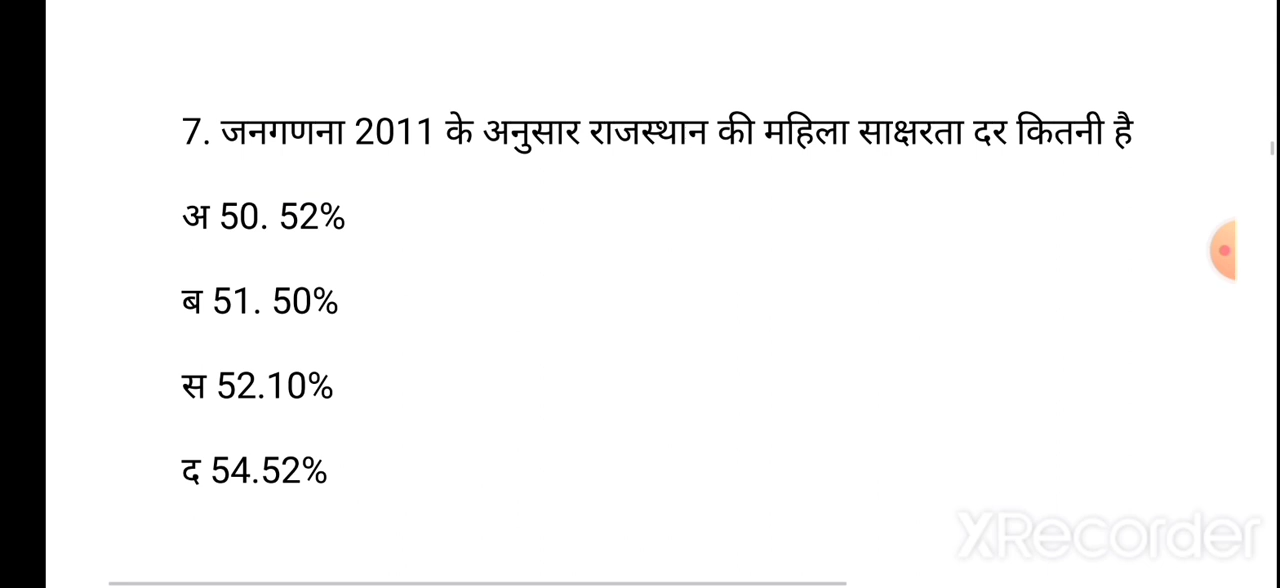 7. जनगणना 2011 के अनुसार राजस्थान की महिला साक्षरता दर कितनी है
अ 50. 52%
ब 51. 50%
स 52.10%
द 54.52%
XRecorder